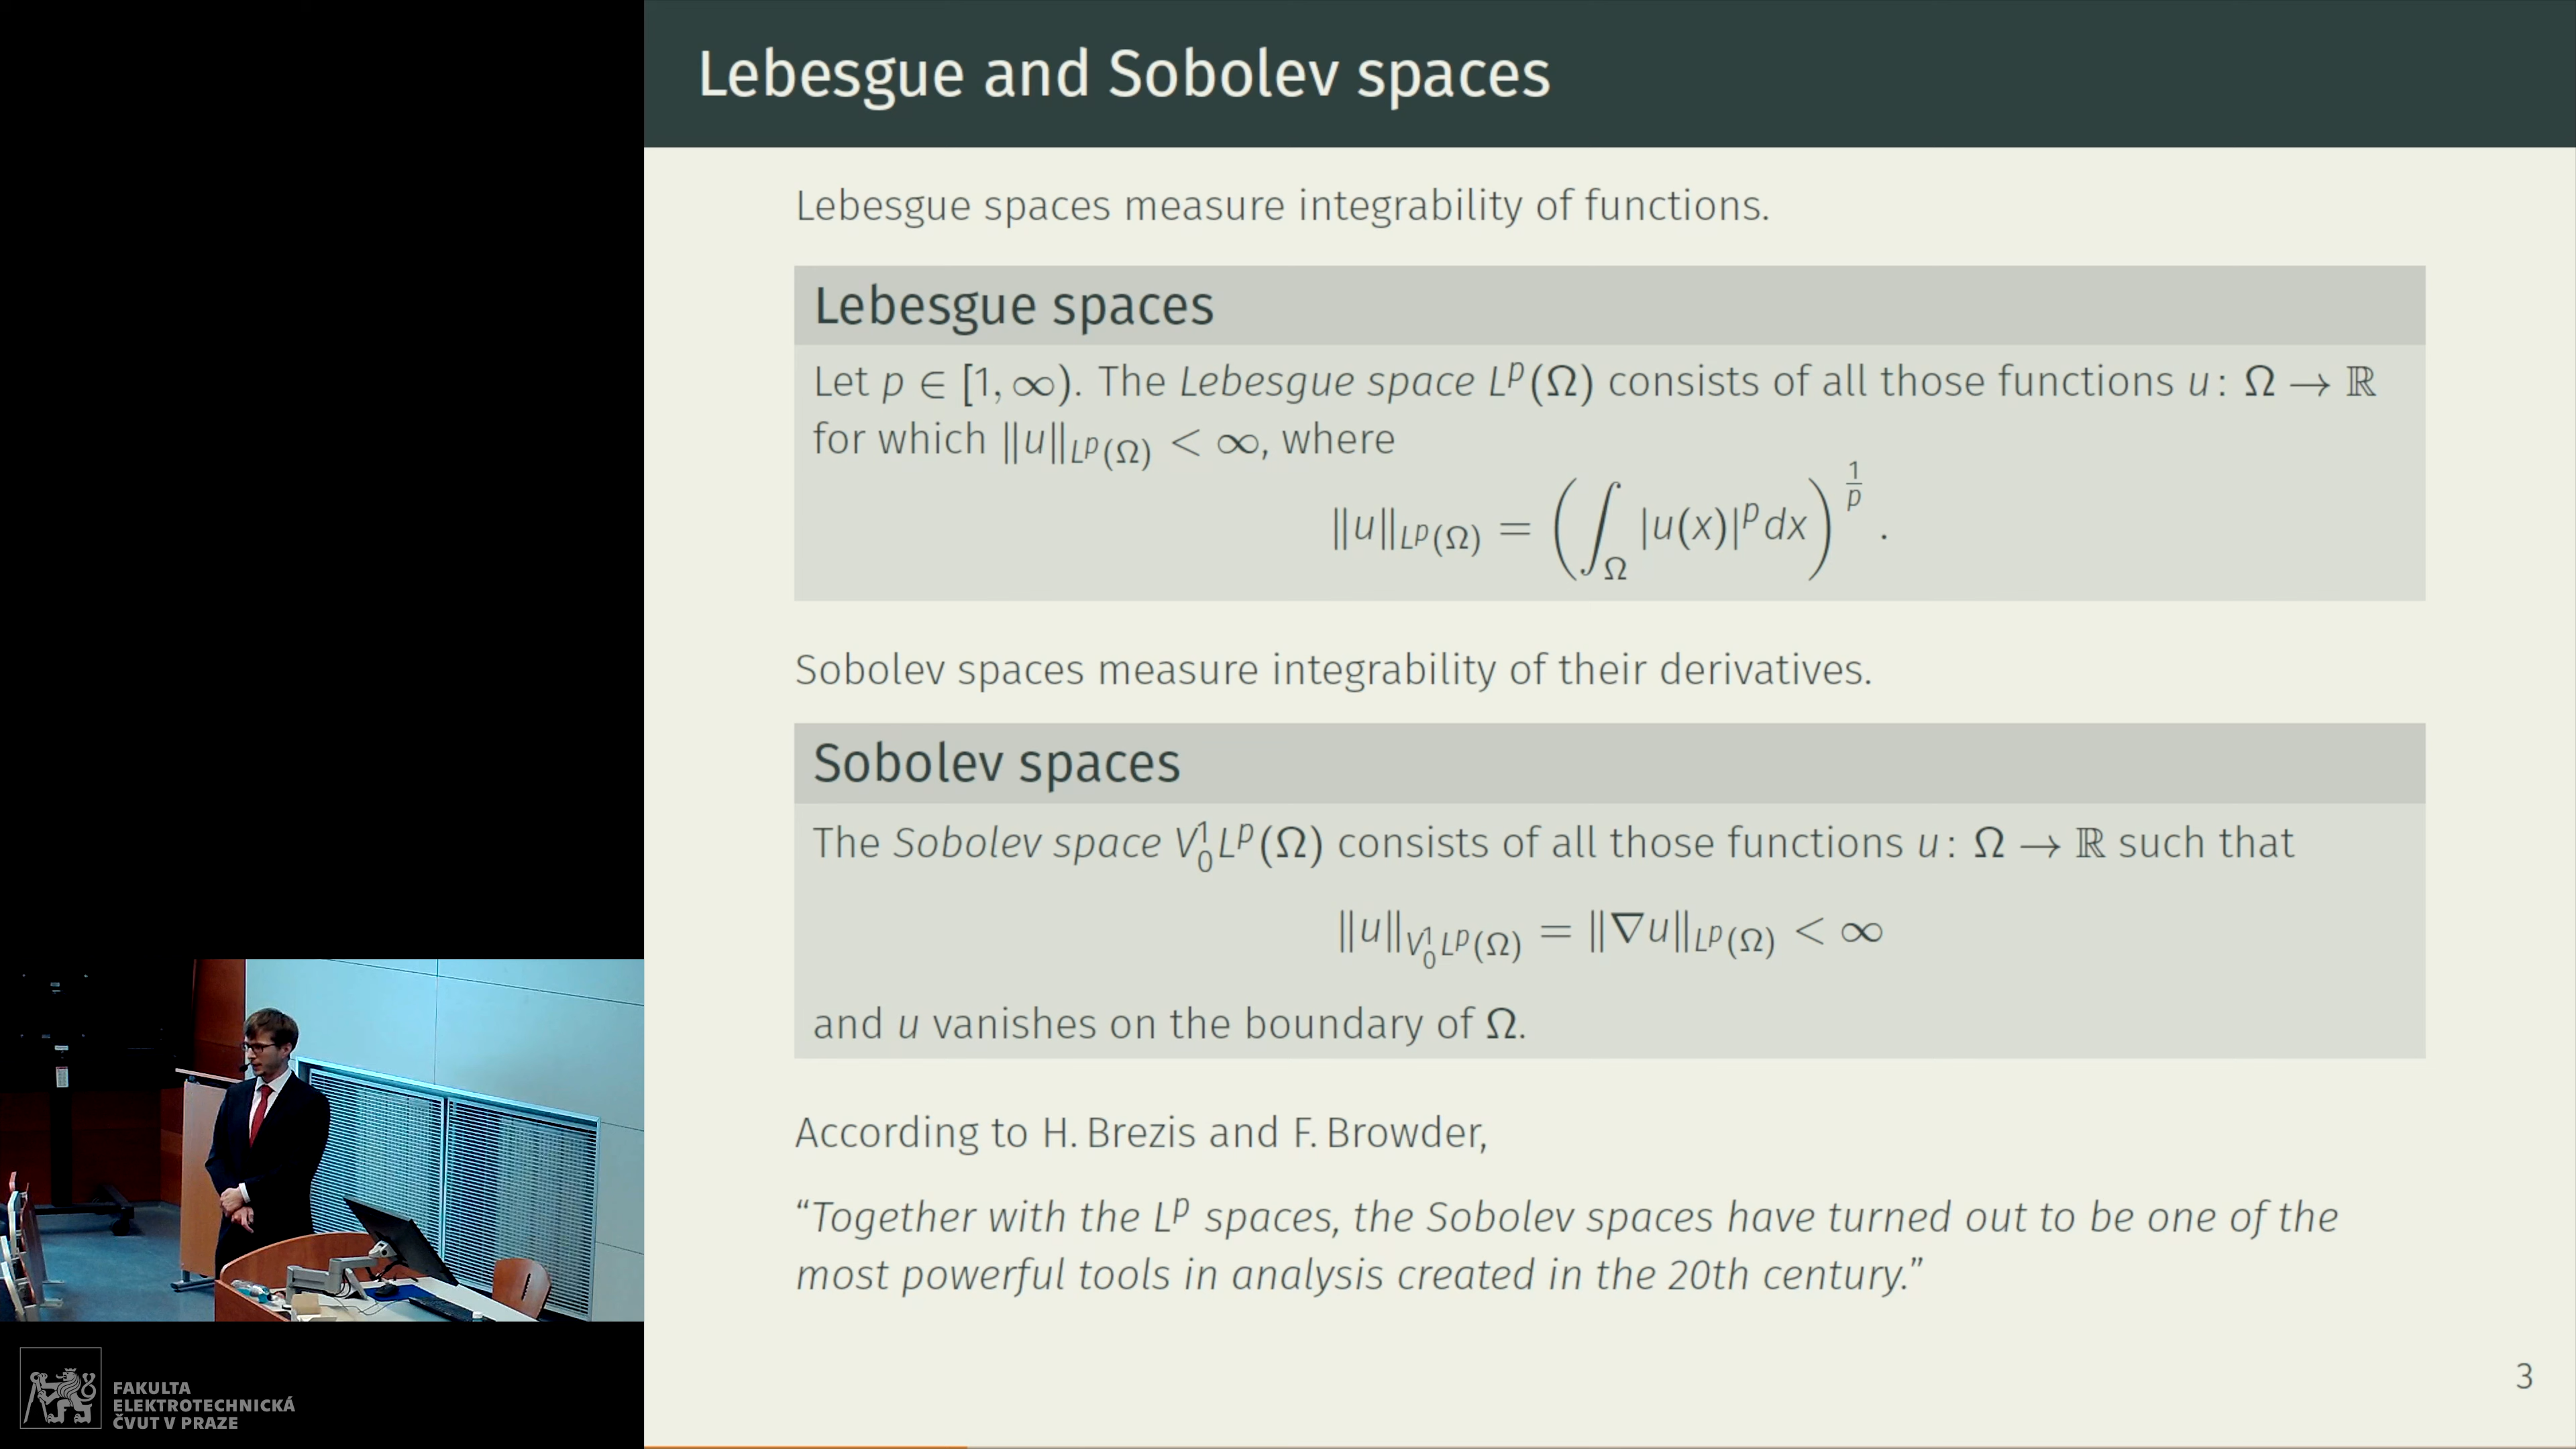 Lebesgue and Sobolev spaces
Lebesgue spaces measure integrability of functions.
Lebesgue spaces
Let p ∈ [1, ∞). The Lebesgue space L^p(Ω) consists of all those functions u: Ω → ℝ
for which ‖u‖_{L^p(Ω)} < ∞, where
‖u‖_{L^p(Ω)} = (∫_Ω |u(x)|^p dx)^{1/p}.
Sobolev spaces measure integrability of their derivatives.
Sobolev spaces
The Sobolev space V_0^1 L^p(Ω) consists of all those functions u: Ω → ℝ such that
‖u‖_{V_0^1 L^p(Ω)} = ‖∇u‖_{L^p(Ω)} < ∞
and u vanishes on the boundary of Ω.
According to H. Brezis and F. Browder,
“Together with the L^p spaces, the Sobolev spaces have turned out to be one of the
most powerful tools in analysis created in the 20th century.”
3
FAKULTA
ELEKTROTECHNICKÁ
ČVUT V PRAZE